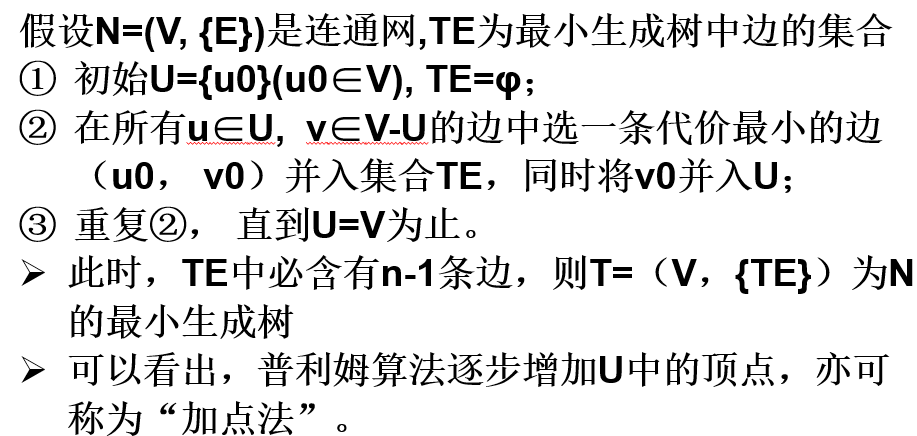 假设N=(V, {E})是连通网,TE为最小生成树中边的集合
① 初始U={u0}(u0∈V), TE=φ；
② 在所有u∈U, v∈V-U的边中选一条代价最小的边
（u0， v0）并入集合TE，同时将v0并入U；
③ 重复②， 直到U=V为止。
➢ 此时，TE中必含有n-1条边，则T=（V，{TE}）为N
的最小生成树
➢ 可以看出，普利姆算法逐步增加U中的顶点，亦可
称为“加点法”。